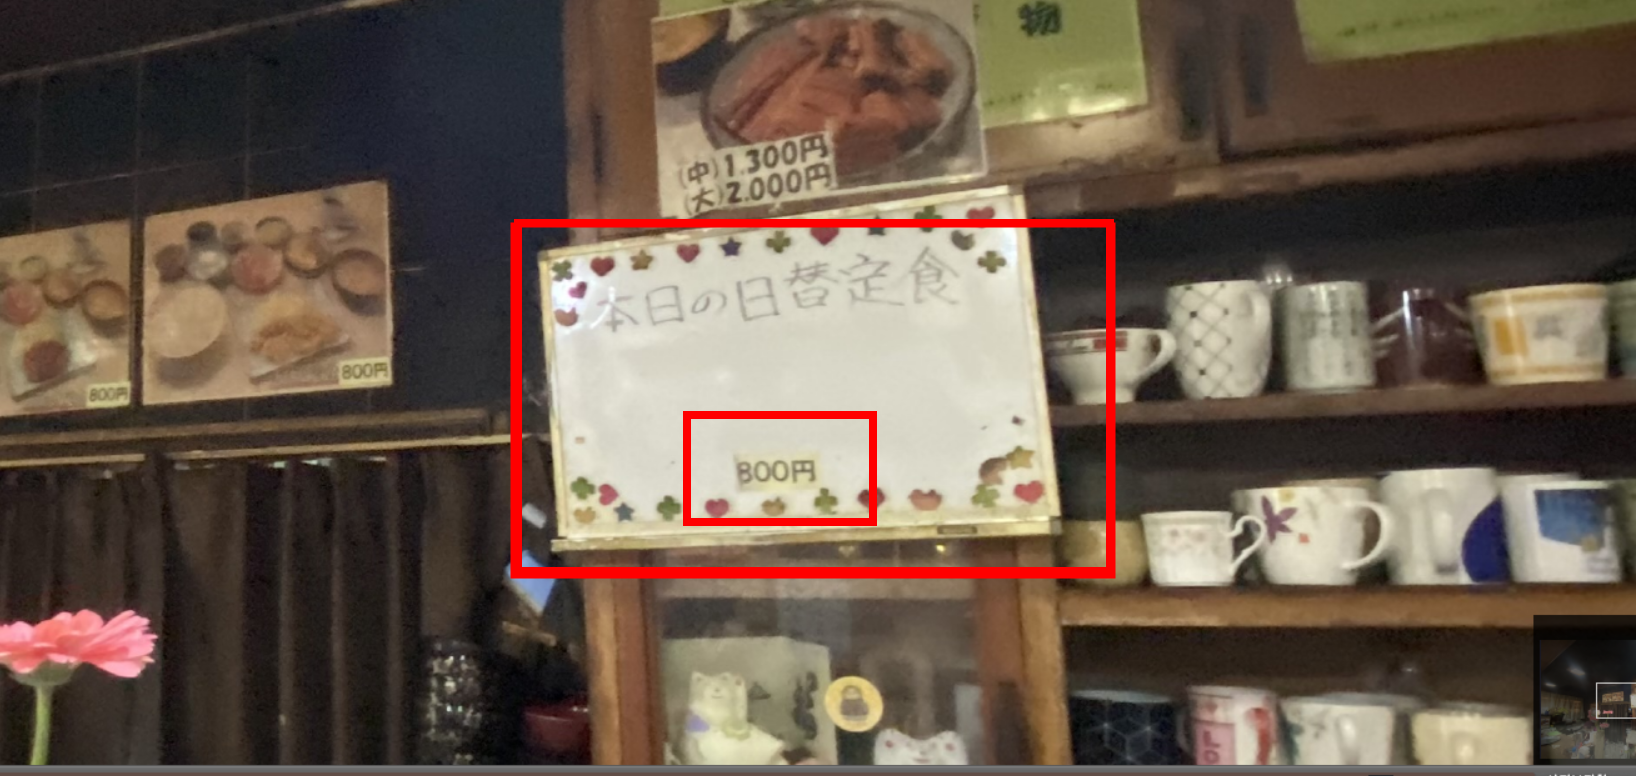 物
(中)1.300円
(大)2.000円
本日の日替定食
800円
800円
800円